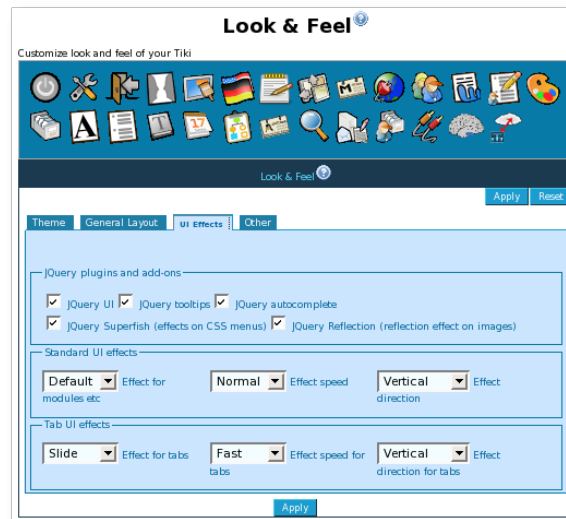 Look & Feel
Customize look and feel of your Tiki
Look & Feel
Apply Reset
Theme General Layout UI Effects Other
JQuery plugins and add-ons
JQuery UI JQuery tooltips JQuery autocomplete
JQuery Superfish (effects on CSS menus) JQuery Reflection (reflection effect on images)
Standard UI effects
Default Effect for Normal Effect speed Vertical Effect
modules etc direction
Tab UI effects
Slide Effect for tabs Fast Effect speed for Vertical Effect
tabs direction for tabs
Apply